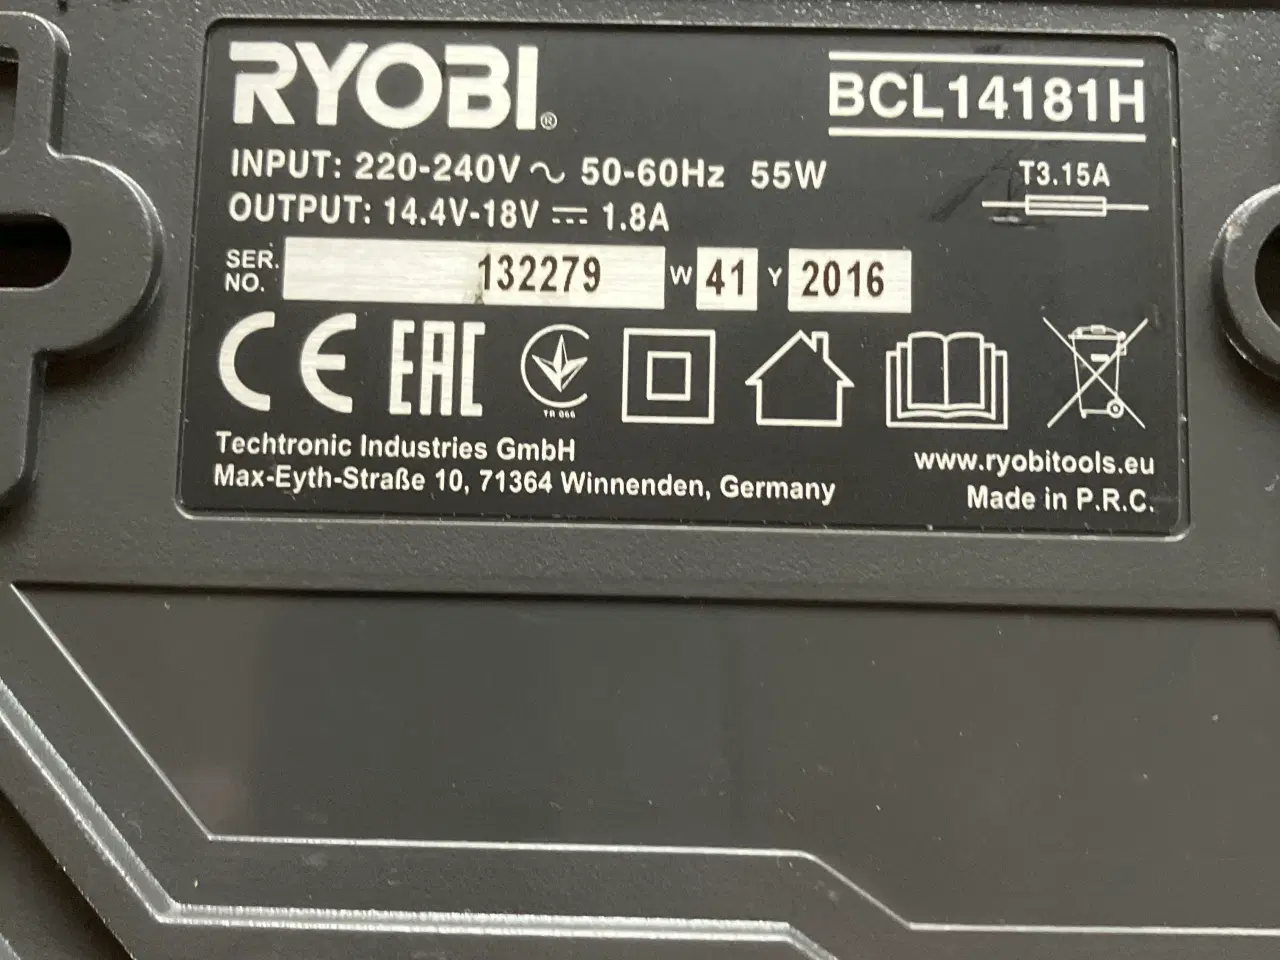 RYOBI®
BCL14181H
INPUT: 220-240V ~ 50-60Hz 55W
T3.15A
OUTPUT: 14.4V-18V ⎓ 1.8A
SER. NO. 132279 W 41 Y 2016
CE EAC
TR 066
Techtronic Industries GmbH
Max-Eyth-Straße 10, 71364 Winnenden, Germany
www.ryobitools.eu
Made in P.R.C.